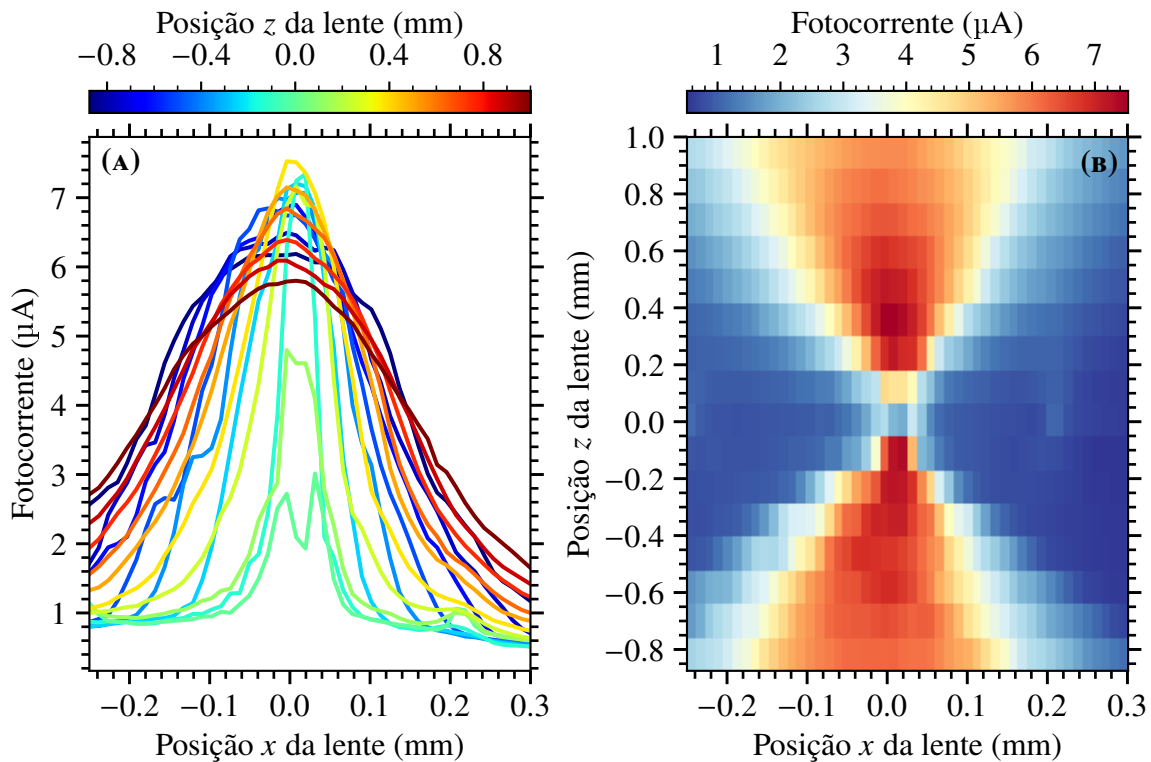 Posição z da lente (mm)
−0.8 −0.4 0.0 0.4 0.8
(A)
7
6
5
4
3
2
1
Fotocorrente (µA)
−0.2 −0.1 0.0 0.1 0.2 0.3
Posição x da lente (mm)
Fotocorrente (µA)
1 2 3 4 5 6 7
(B)
1.0
0.8
0.6
0.4
0.2
0.0
−0.2
−0.4
−0.6
−0.8
Posição z da lente (mm)
−0.2 −0.1 0.0 0.1 0.2 0.3
Posição x da lente (mm)